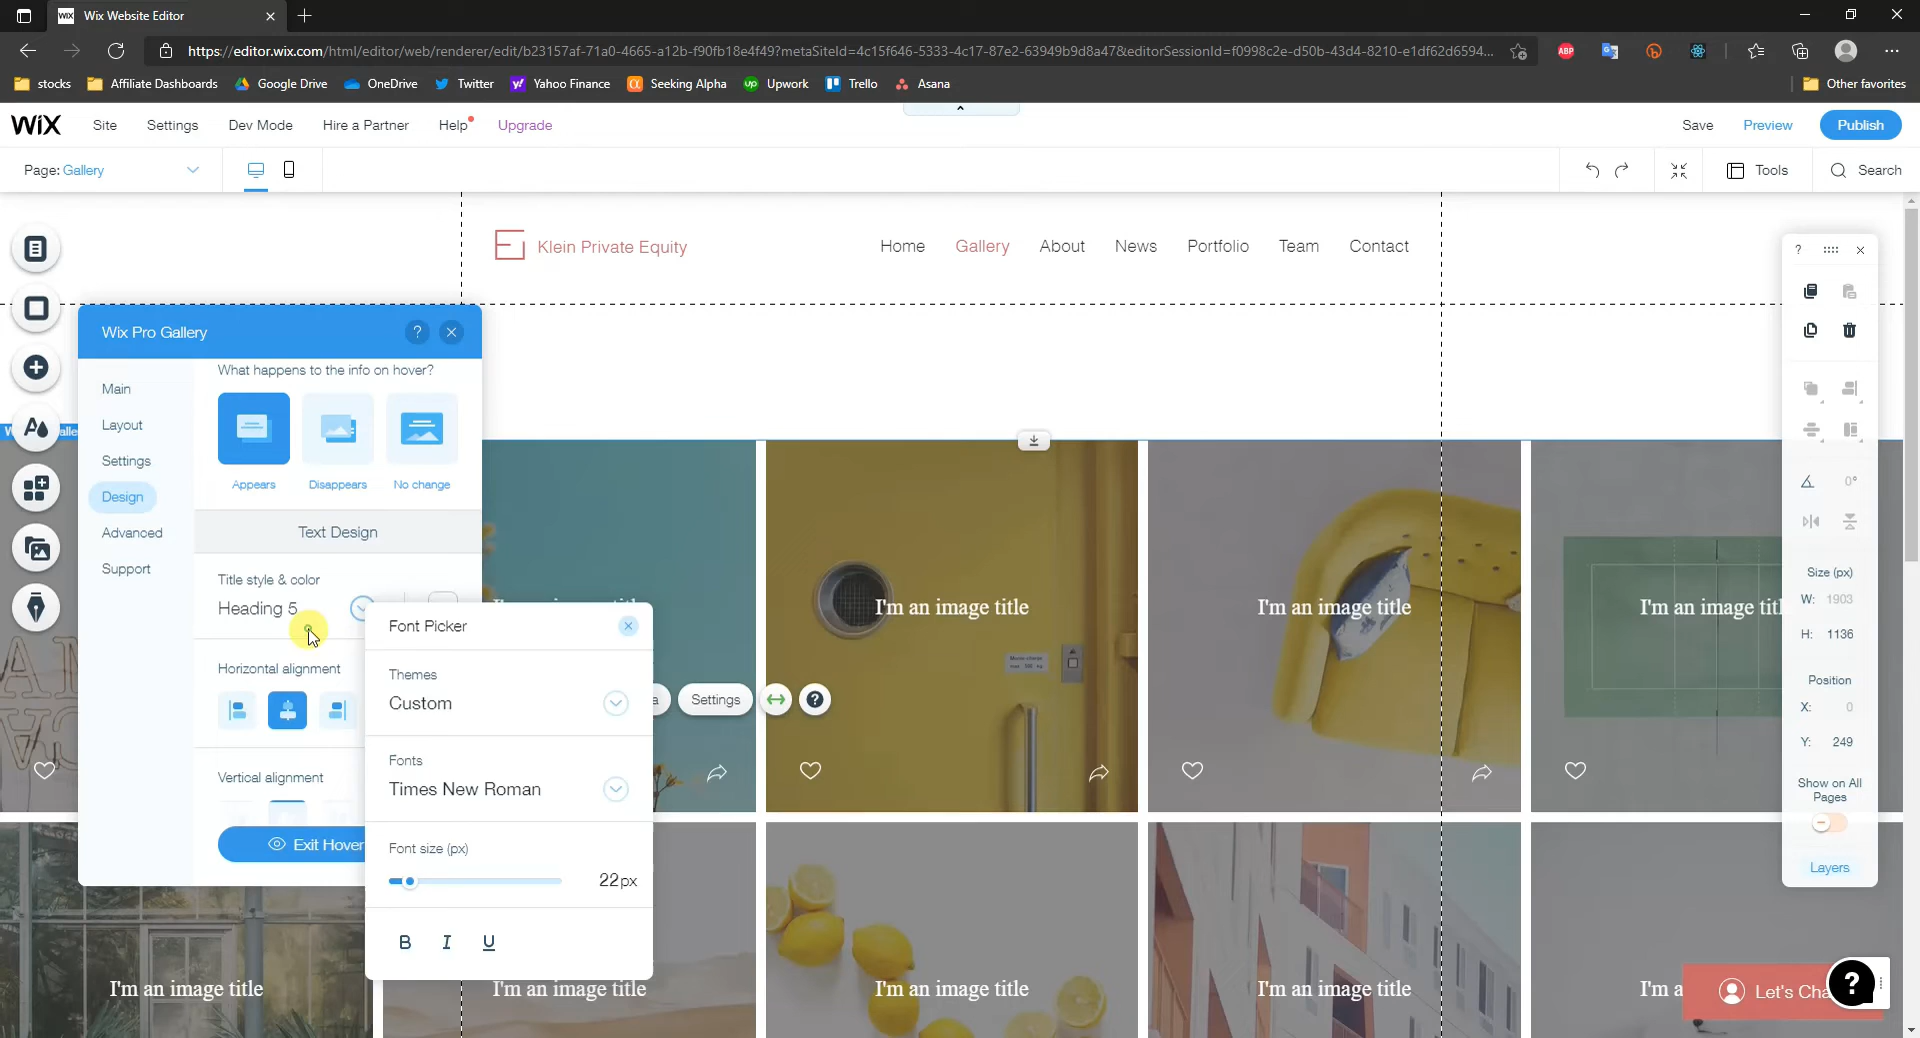 Wix Website Editor
https://editor.wix.com/html/editor/web/renderer/edit/b23157af-71a0-4665-a12b-f90fb18e4f49?metaSiteId=4c15f646-5333-4c17-87e2-63949b9d8a47&editorSessionId=f0998c2e-d50b-43d4-8210-e1df62d6594...
ABP
stocks Affiliate Dashboards Google Drive OneDrive Twitter Yahoo Finance Seeking Alpha Upwork Trello Asana Other favorites
WIX Site Settings Dev Mode Hire a Partner Help Upgrade Save Preview Publish
Page: Gallery Tools Search
Klein Private Equity Home Gallery About News Portfolio Team Contact
Wix Pro Gallery
Main
Layout
Settings
Design
Advanced
Support
What happens to the info on hover?
Appears Disappears No change
Text Design
Title style & color
Heading 5
Horizontal alignment
Vertical alignment
Exit Hover
Font Picker
Themes
Custom
Fonts
Times New Roman
Font size (px)
22px
B I U
Settings
I'm an image title
I'm an image title
I'm an image titl
I'm an image title
I'm an image title
I'm an image title
I'm an image title
I'm a
0°
Size (px)
W: 1903
H: 1136
Position
X: 0
Y: 249
Show on All
Pages
Layers
Let's Cha